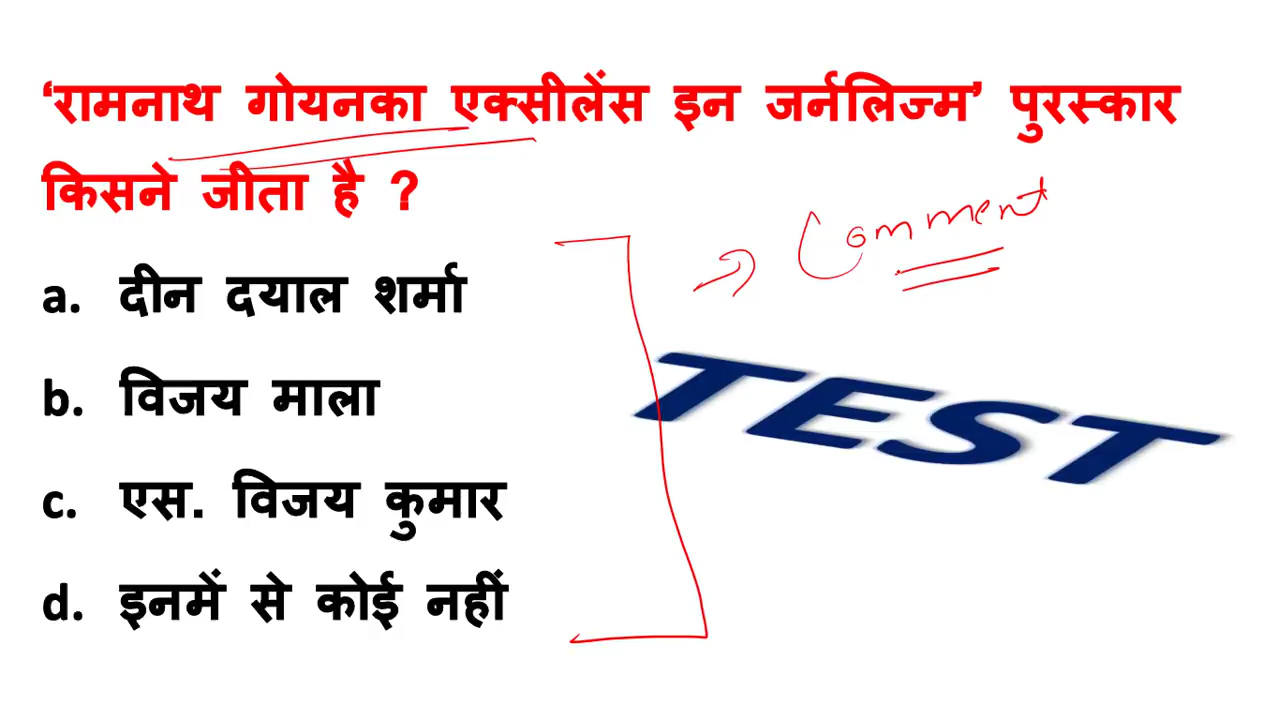 ‘रामनाथ गोयनका एक्सीलेंस इन जर्नलिज्म’ पुरस्कार
किसने जीता है ?
Comment
a. दीन दयाल शर्मा
b. विजय माला
TEST
c. एस. विजय कुमार
d. इनमें से कोई नहीं